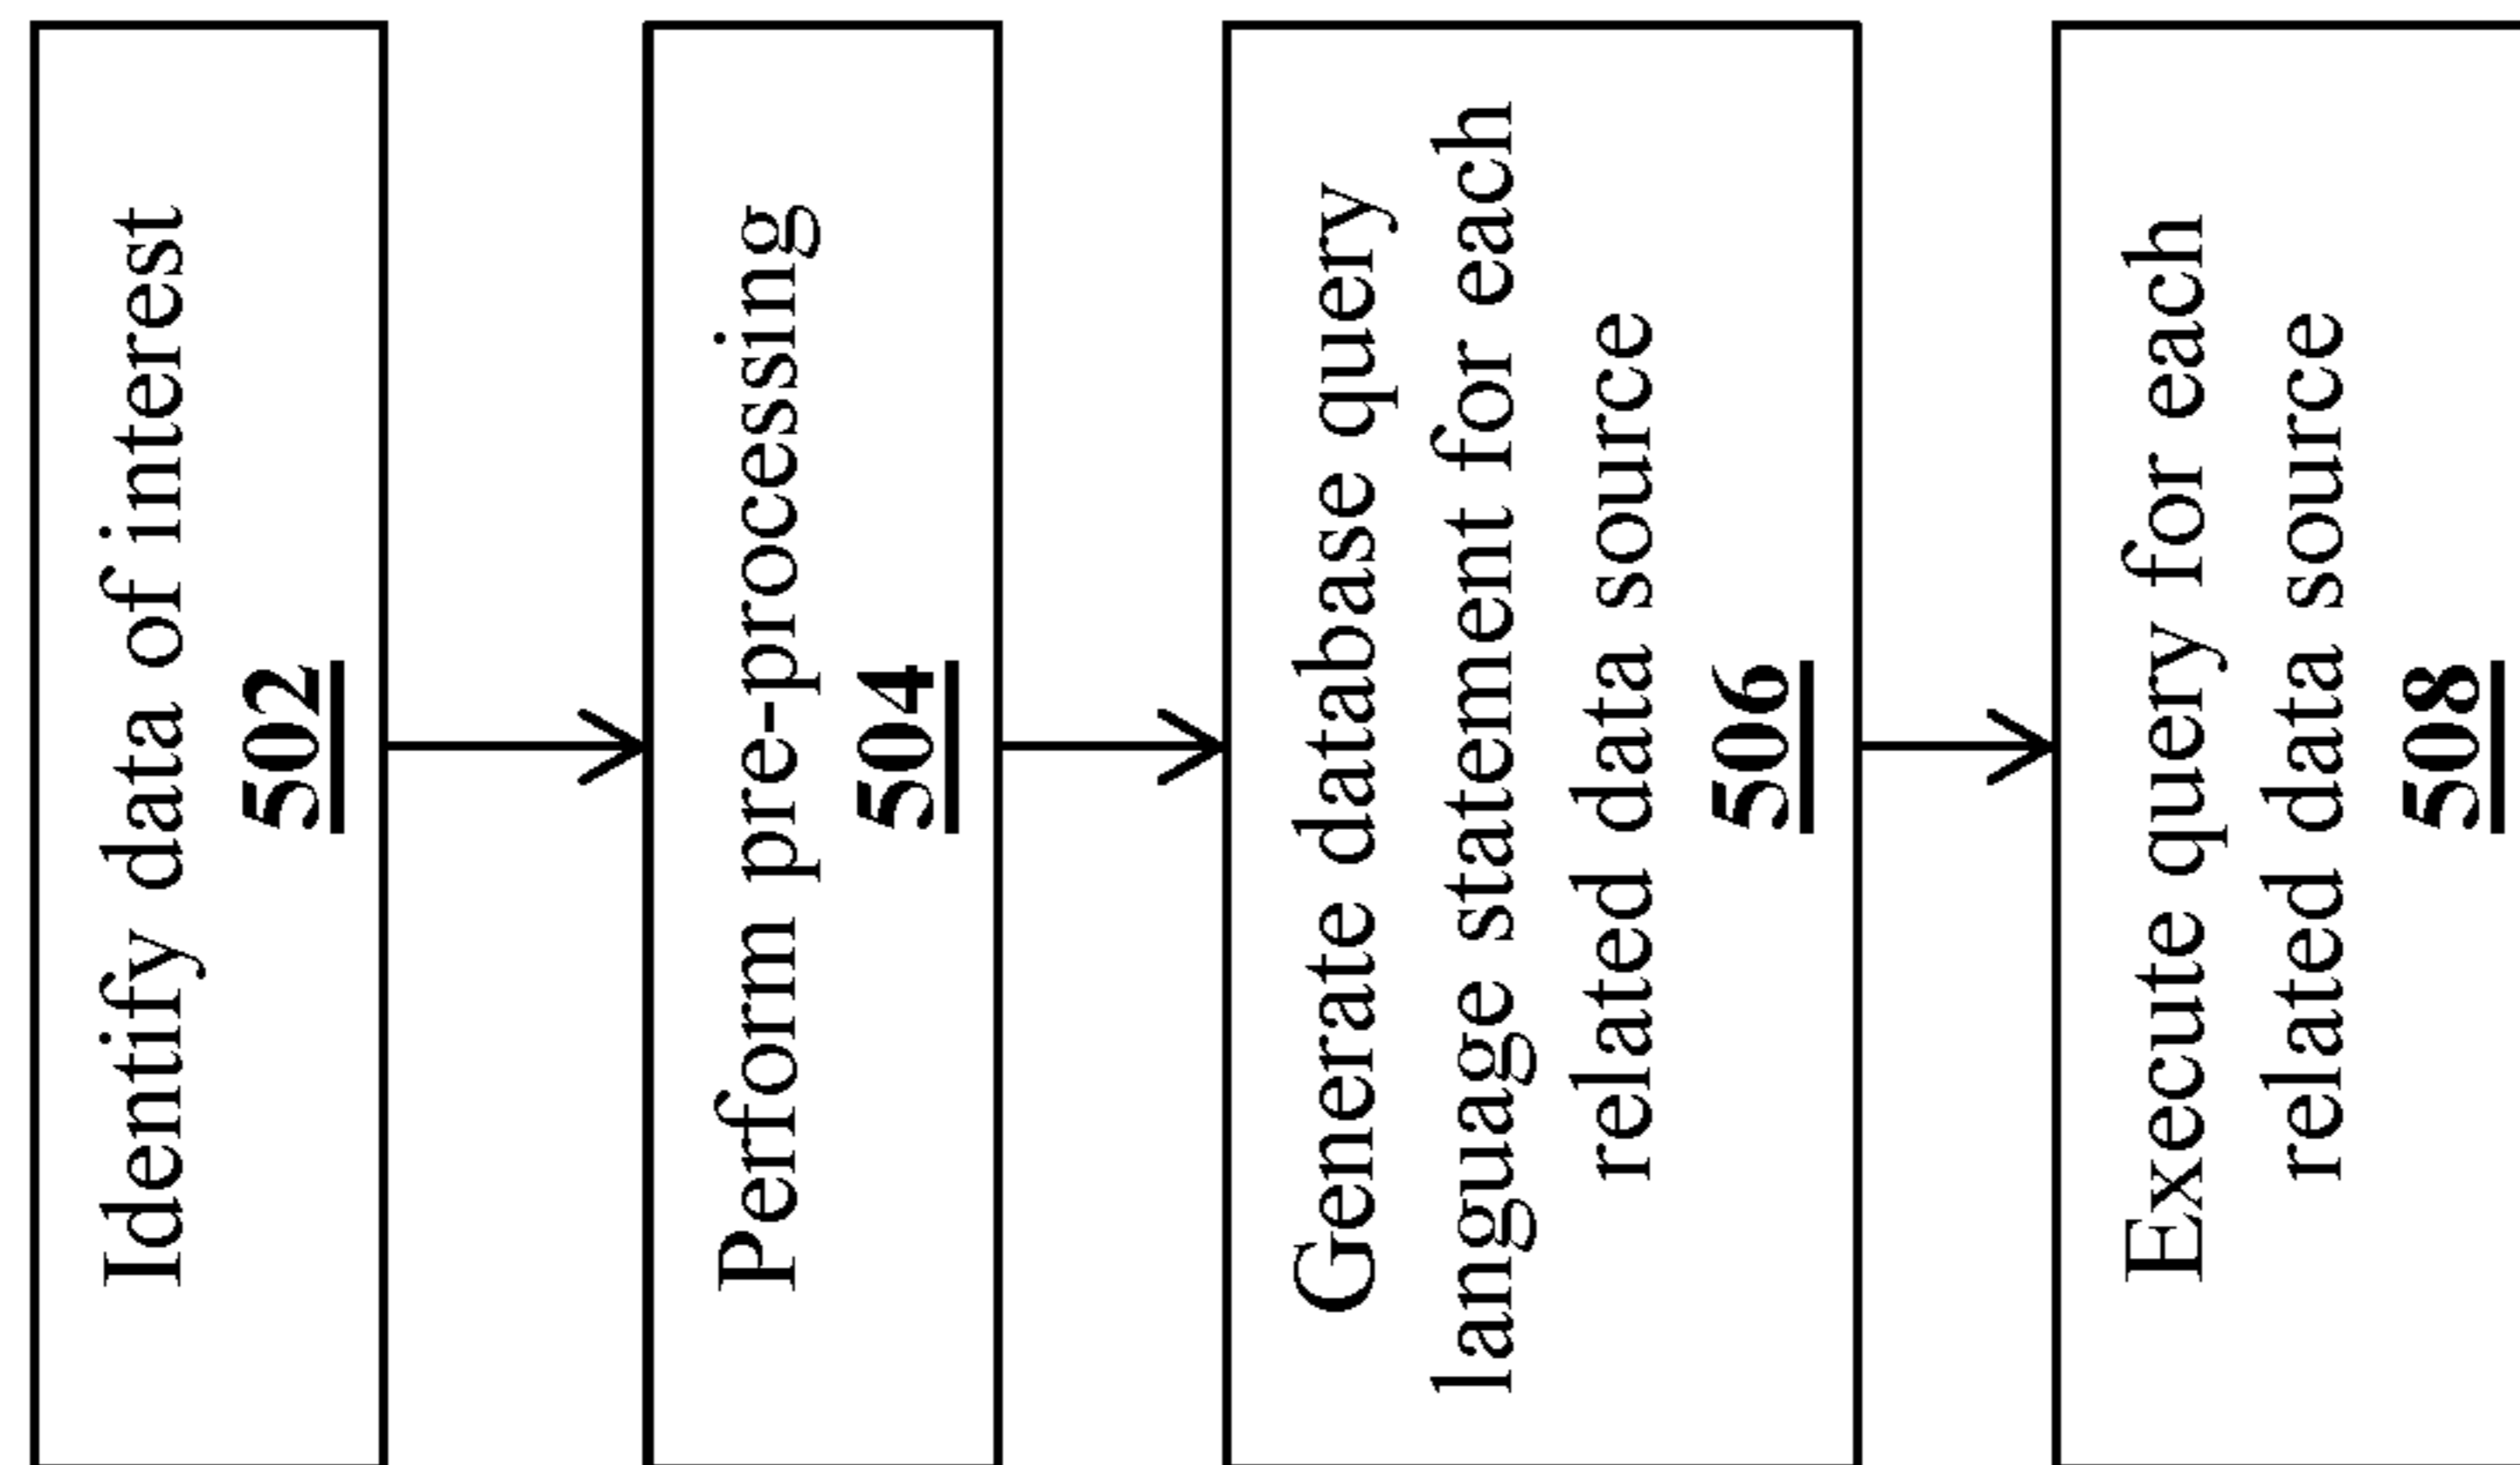 Identify data of interest
502
Perform pre-processing
504
Generate database query
language statement for each
related data source
506
Execute query for each
related data source
508